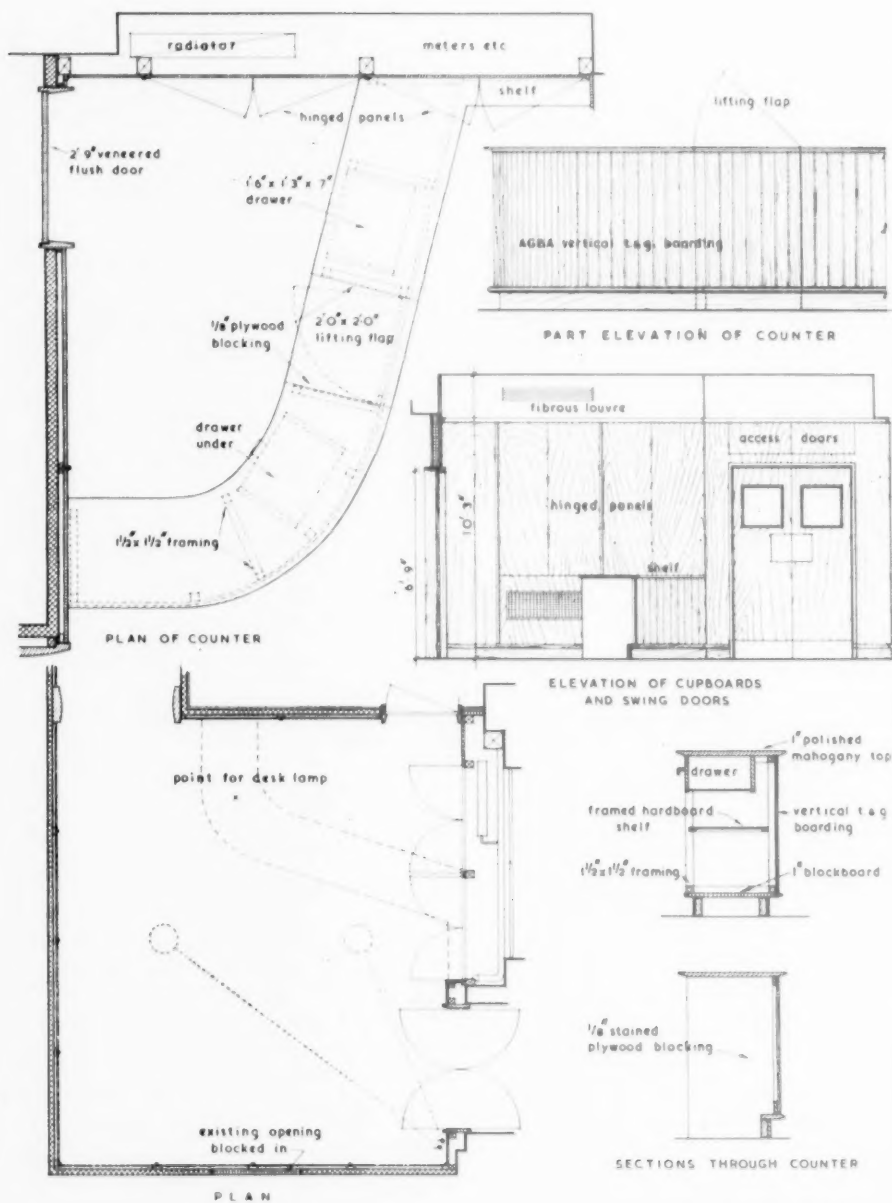 radiator
meters etc
shelf
hinged panels
2'9" veneered
flush door
1'6" x 1'3" x 7"
drawer
1/8" plywood
blocking
2'0" x 2'0"
lifting flap
drawer
under
1 1/2" x 1 1/2" framing
PLAN OF COUNTER
lifting flap
AGBA vertical t.&g. boarding
PART ELEVATION OF COUNTER
fibrous louvre
access doors
hinged panels
shelf
10' 3"
6' 9"
ELEVATION OF CUPBOARDS
AND SWING DOORS
point for desk lamp
existing opening
blocked in
PLAN
1" polished
mahogany top
drawer
framed hardboard
shelf
vertical t&g
boarding
1 1/2" x 1 1/2" framing
1" blockboard
1/8" stained
plywood blocking
SECTIONS THROUGH COUNTER